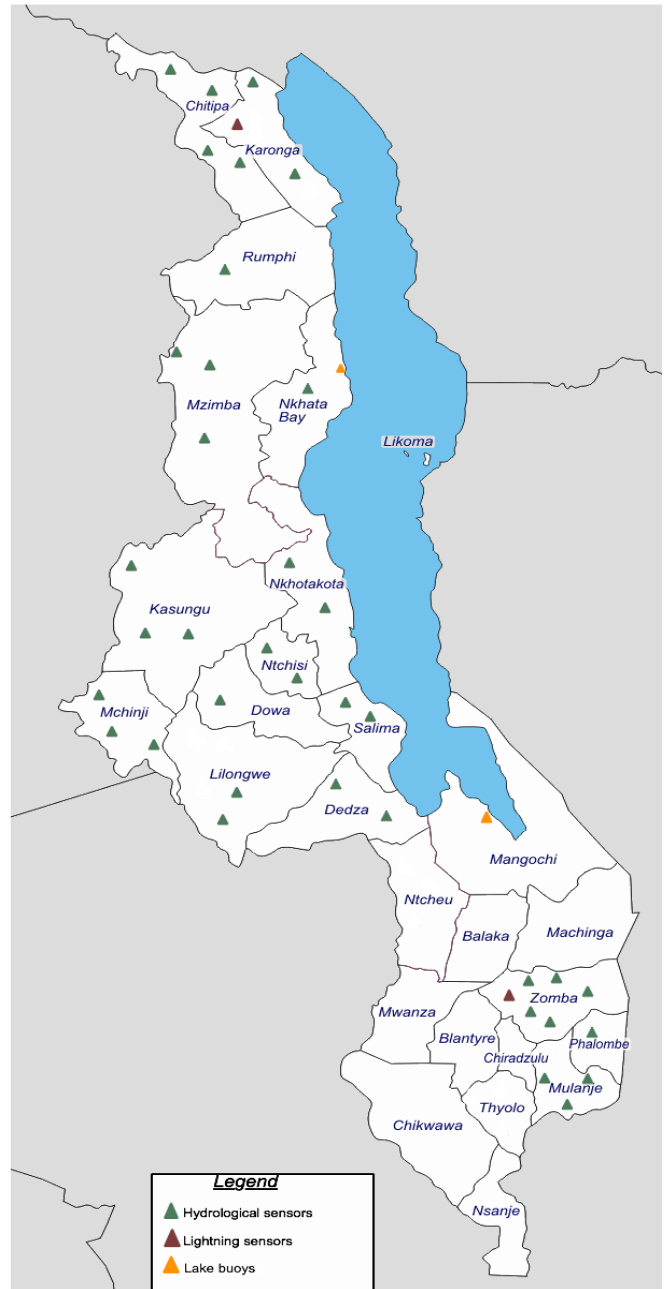 Chitipa
Karonga
Rumphi
Mzimba
Nkhata
Bay
Likoma
Nkhotakota
Kasungu
Ntchisi
Mchinji
Dowa
Salima
Lilongwe
Dedza
Mangochi
Ntcheu
Balaka
Machinga
Zomba
Mwanza
Blantyre
Phalombe
Chiradzulu
Mulanje
Thyolo
Chikwawa
Nsanje
Legend
Hydrological sensors
Lightning sensors
Lake buoys